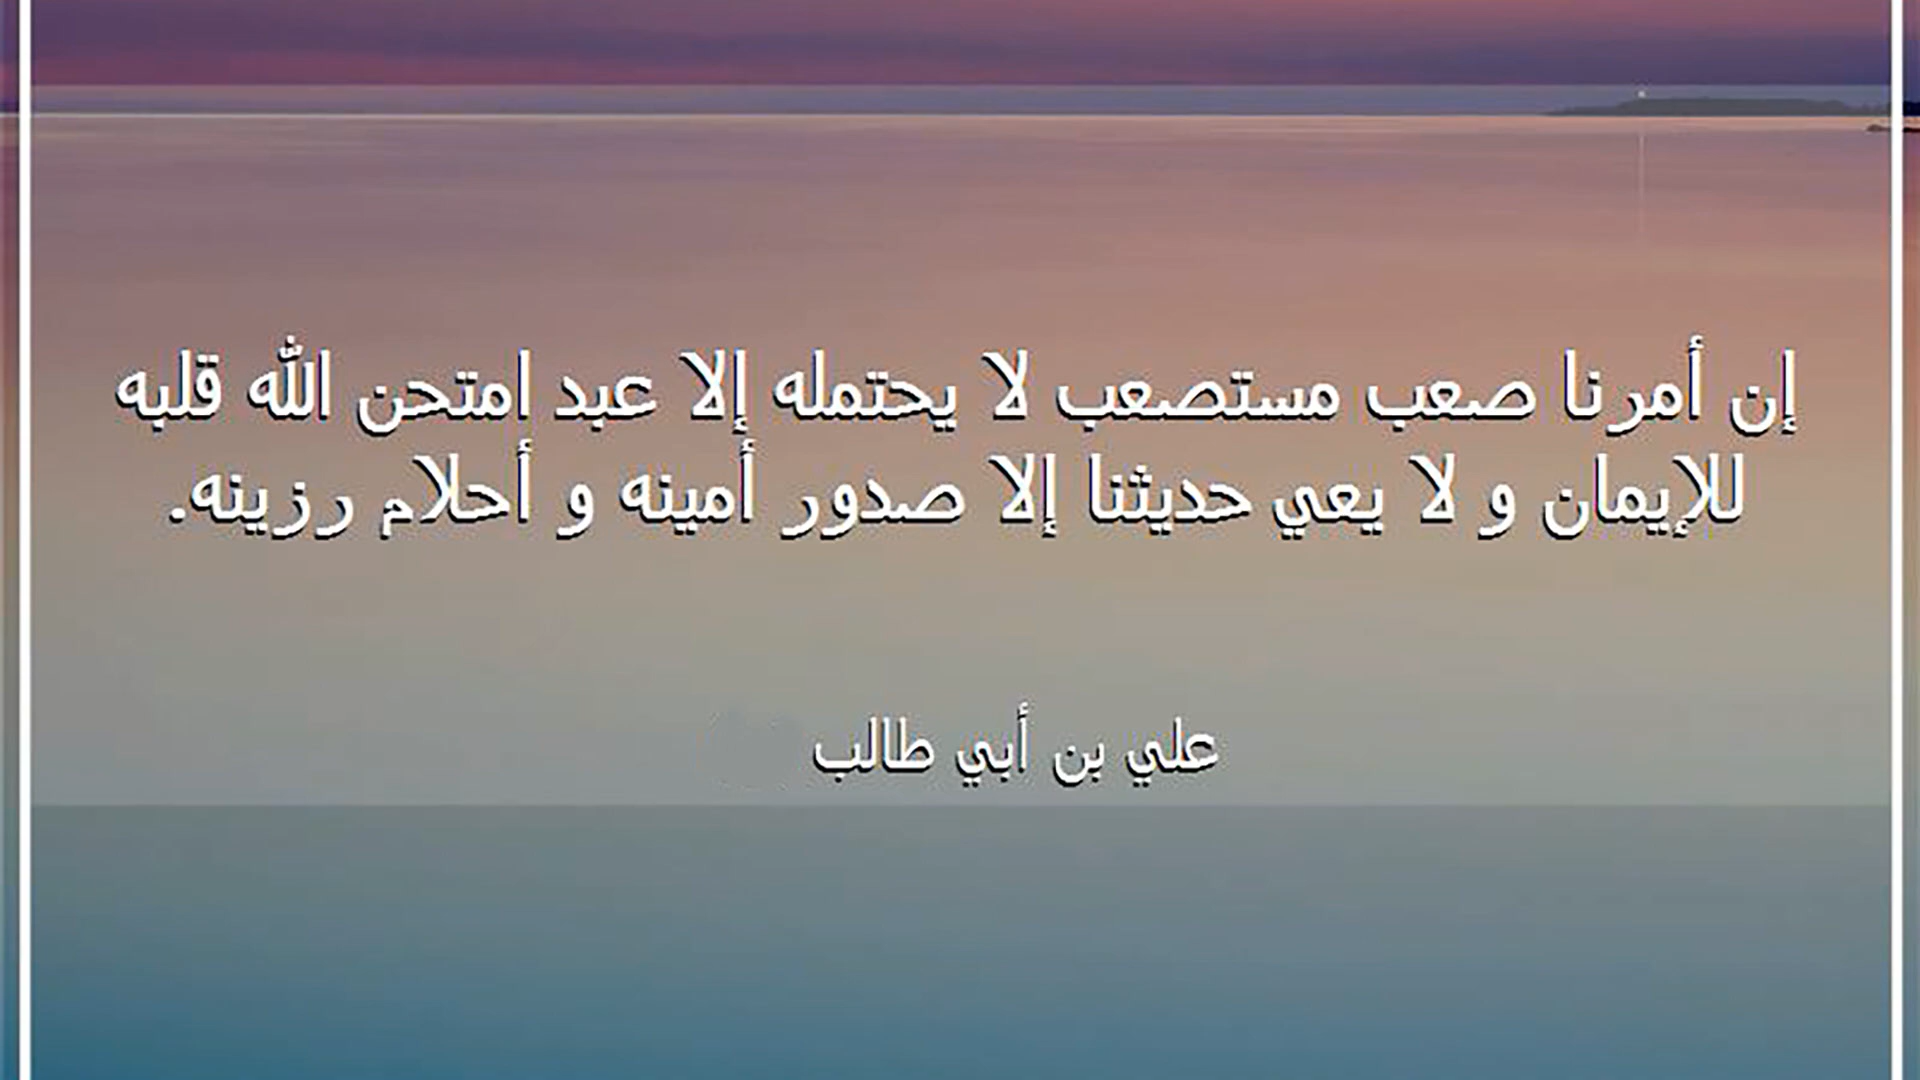 إن أمرنا صعب مستصعب لا يحتمله إلا عبد امتحن الله قلبه
للإيمان و لا يعي حديثنا إلا صدور أمينه و أحلام رزينه.
علي بن أبي طالب